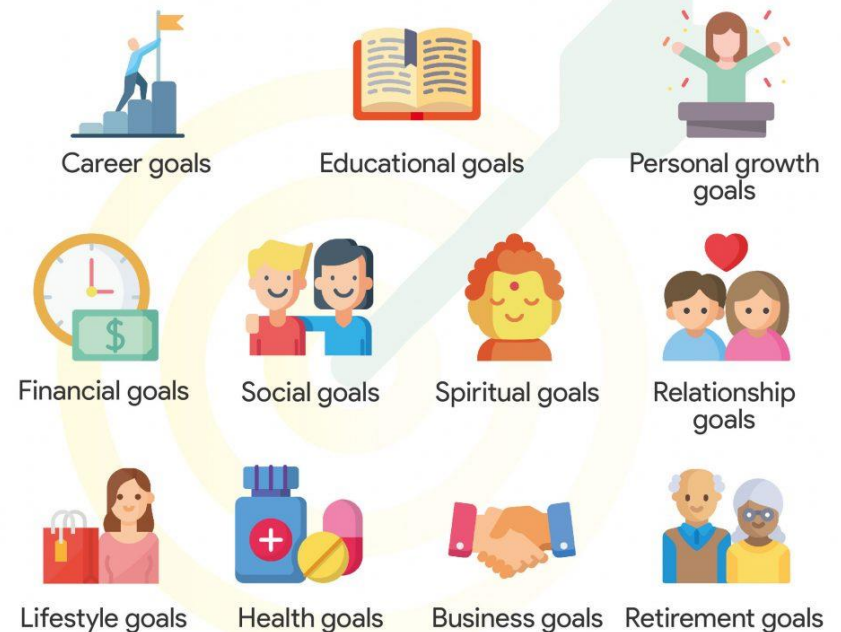 Career goals
Educational goals
Personal growth
goals
$
Financial goals
Social goals
Spiritual goals
Relationship
goals
Lifestyle goals
Health goals
Business goals
Retirement goals